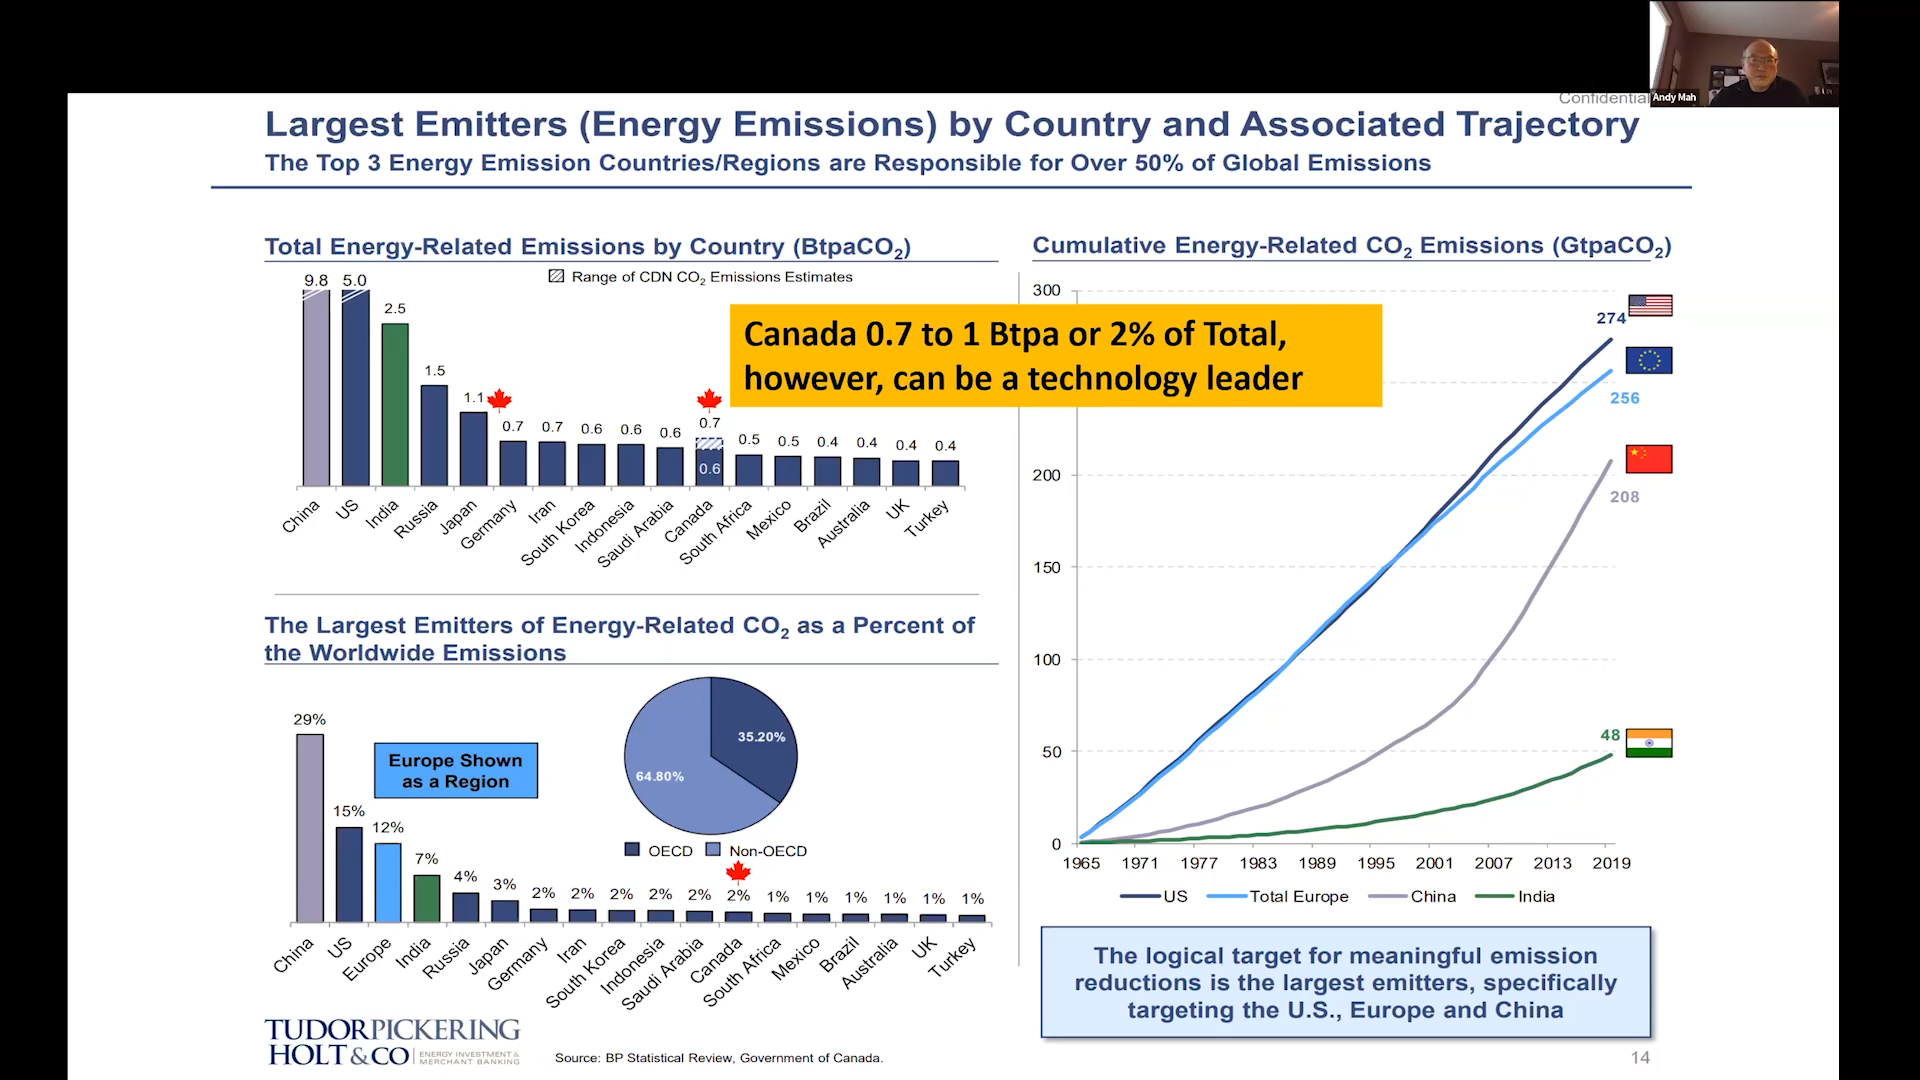 Andy Mah
Confidential
Largest Emitters (Energy Emissions) by Country and Associated Trajectory
The Top 3 Energy Emission Countries/Regions are Responsible for Over 50% of Global Emissions
Total Energy-Related Emissions by Country (BtpaCO₂)
Range of CDN CO₂ Emissions Estimates
9.8 5.0 2.5 1.5 1.1 0.7 0.7 0.6 0.6 0.6 0.7 0.5 0.5 0.4 0.4 0.4 0.4
0.6
China US India Russia Japan Germany Iran South Korea Indonesia Saudi Arabia Canada South Africa Mexico Brazil Australia UK Turkey
Canada 0.7 to 1 Btpa or 2% of Total,
however, can be a technology leader
The Largest Emitters of Energy-Related CO₂ as a Percent of
the Worldwide Emissions
Europe Shown
as a Region
35.20%
64.80%
OECD Non-OECD
29% 15% 12% 7% 4% 3% 2% 2% 2% 2% 2% 2% 1% 1% 1% 1% 1% 1%
China US Europe India Russia Japan Germany Iran South Korea Indonesia Saudi Arabia Canada South Africa Mexico Brazil Australia UK Turkey
Cumulative Energy-Related CO₂ Emissions (GtpaCO₂)
300
200
150
100
50
0
274
256
208
48
1965 1971 1977 1983 1989 1995 2001 2007 2013 2019
US Total Europe China India
The logical target for meaningful emission
reductions is the largest emitters, specifically
targeting the U.S., Europe and China
TUDORPICKERING
HOLT&CO ENERGY INVESTMENT &
MERCHANT BANKING
Source: BP Statistical Review, Government of Canada.
14